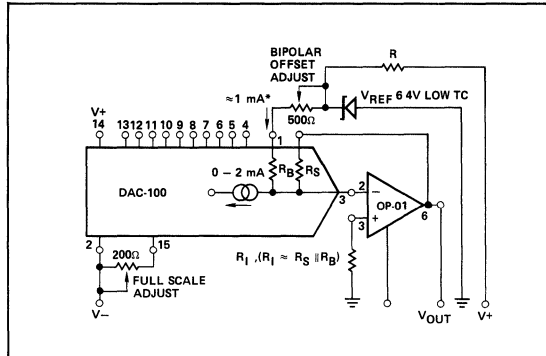 BIPOLAR
OFFSET
ADJUST
R
≈1 mA*
500Ω
VREF 6 4V LOW TC
V+
14 13 12 11 10 9 8 7 6 5 4
1
0 – 2 mA
RB
RS
DAC-100
3
2
–
OP-01
6
+
3
2
200Ω
15
FULL SCALE
ADJUST
V–
RI ,(RI ≈ RS ∥RB)
VOUT
V+